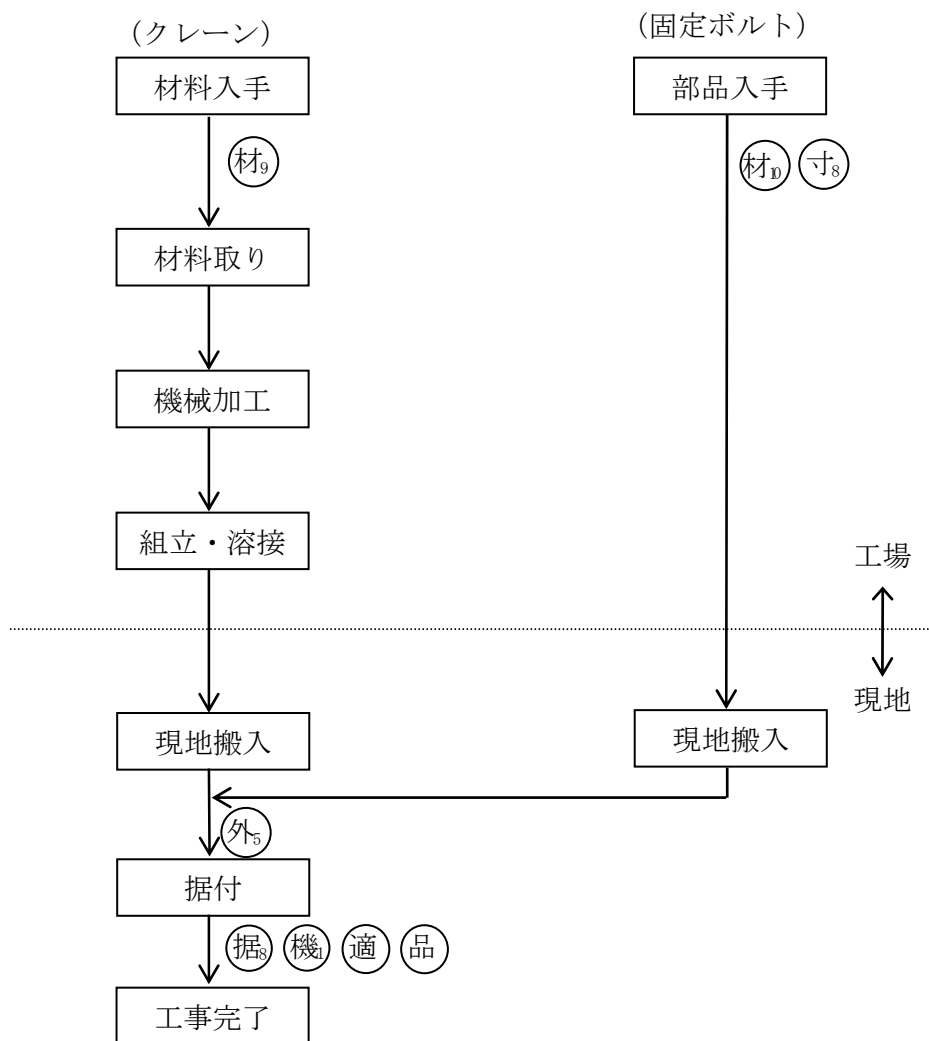 (クレーン)
材料入手
材9
材料取り
機械加工
組立・溶接
現地搬入
外5
据付
据8 機1 適 品
工事完了
(固定ボルト)
部品入手
材10 寸8
現地搬入
工場
現地